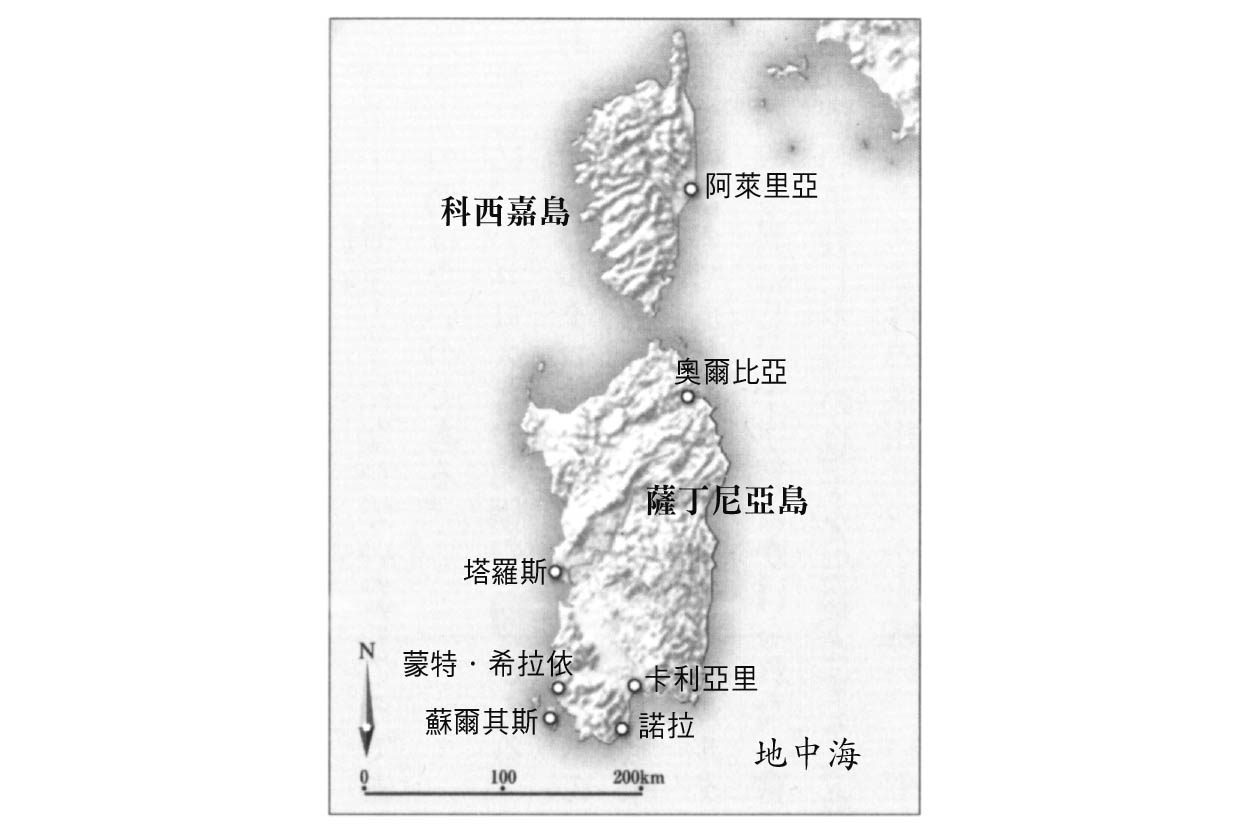 阿萊里亞
科西嘉島
奧爾比亞
薩丁尼亞島
塔羅斯
N
蒙特・希拉依
卡利亞里
蘇爾其斯
諾拉
地中海
0 100 200km